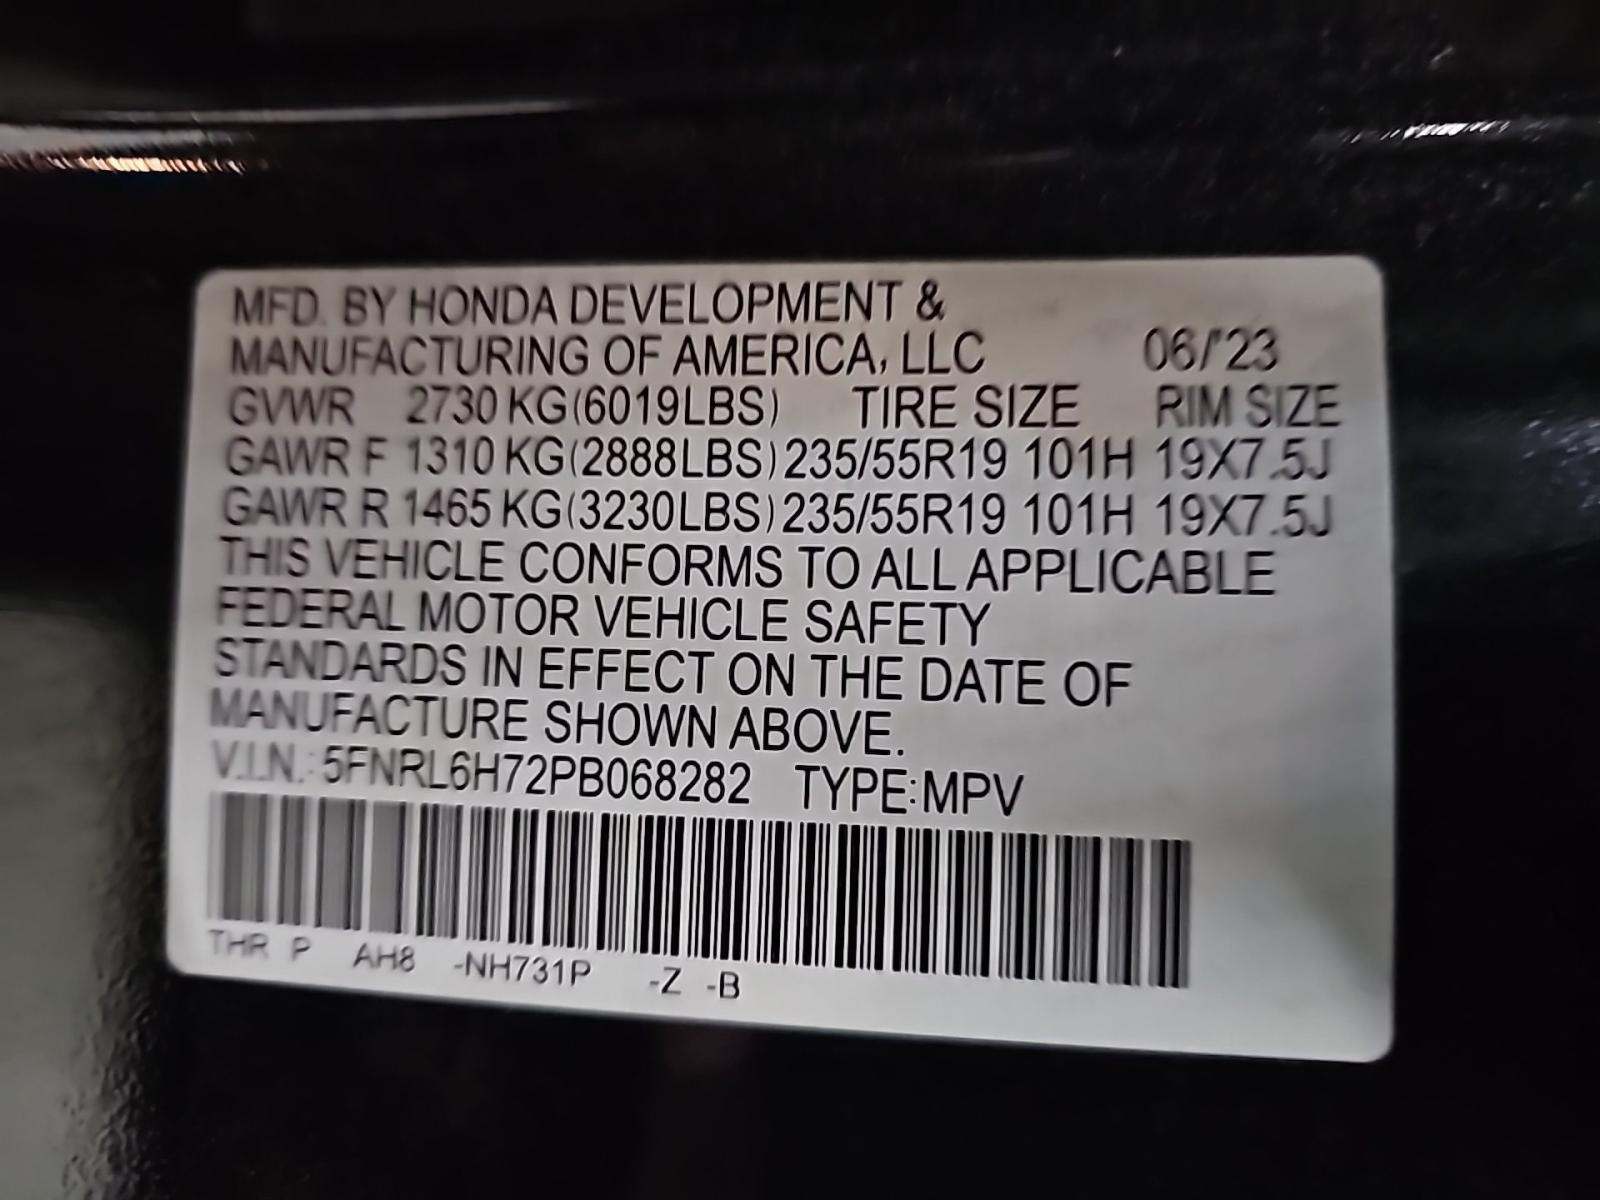 MFD. BY HONDA DEVELOPMENT &
MANUFACTURING OF AMERICA, LLC 06/'23
GVWR 2730 KG(6019LBS) TIRE SIZE RIM SIZE
GAWR F 1310 KG(2888LBS) 235/55R19 101H 19X7.5J
GAWR R 1465 KG(3230LBS) 235/55R19 101H 19X7.5J
THIS VEHICLE CONFORMS TO ALL APPLICABLE
FEDERAL MOTOR VEHICLE SAFETY
STANDARDS IN EFFECT ON THE DATE OF
MANUFACTURE SHOWN ABOVE.
V.I.N.: 5FNRL6H72PB068282 TYPE:MPV
THR P AH8 -NH731P -Z -B